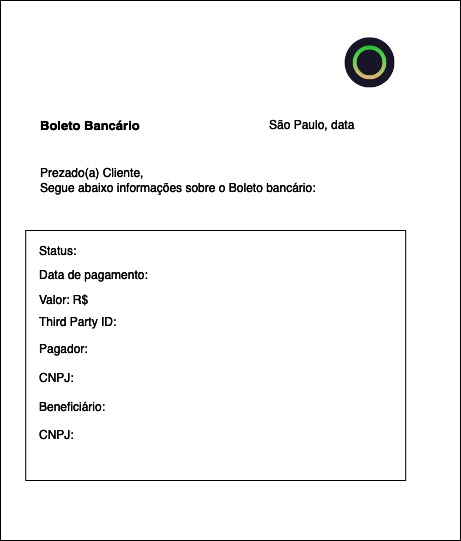 Boleto Bancário
São Paulo, data
Prezado(a) Cliente,
Segue abaixo informações sobre o Boleto bancário:
Status:
Data de pagamento:
Valor: R$
Third Party ID:
Pagador:
CNPJ:
Beneficiário:
CNPJ: